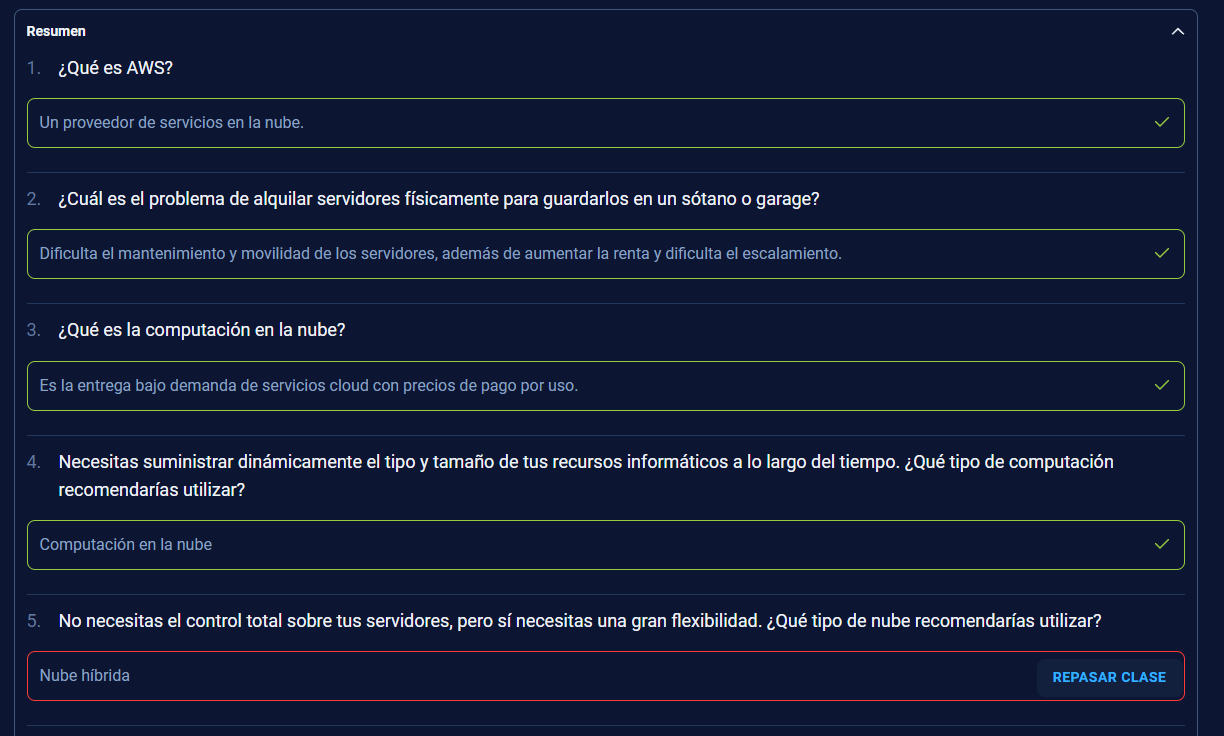 Resumen
1. ¿Qué es AWS?
Un proveedor de servicios en la nube.
2. ¿Cuál es el problema de alquilar servidores físicamente para guardarlos en un sótano o garage?
Dificulta el mantenimiento y movilidad de los servidores, además de aumentar la renta y dificulta el escalamiento.
3. ¿Qué es la computación en la nube?
Es la entrega bajo demanda de servicios cloud con precios de pago por uso.
4. Necesitas suministrar dinámicamente el tipo y tamaño de tus recursos informáticos a lo largo del tiempo. ¿Qué tipo de computación
recomendarías utilizar?
Computación en la nube
5. No necesitas el control total sobre tus servidores, pero sí necesitas una gran flexibilidad. ¿Qué tipo de nube recomendarías utilizar?
Nube híbrida
REPASAR CLASE